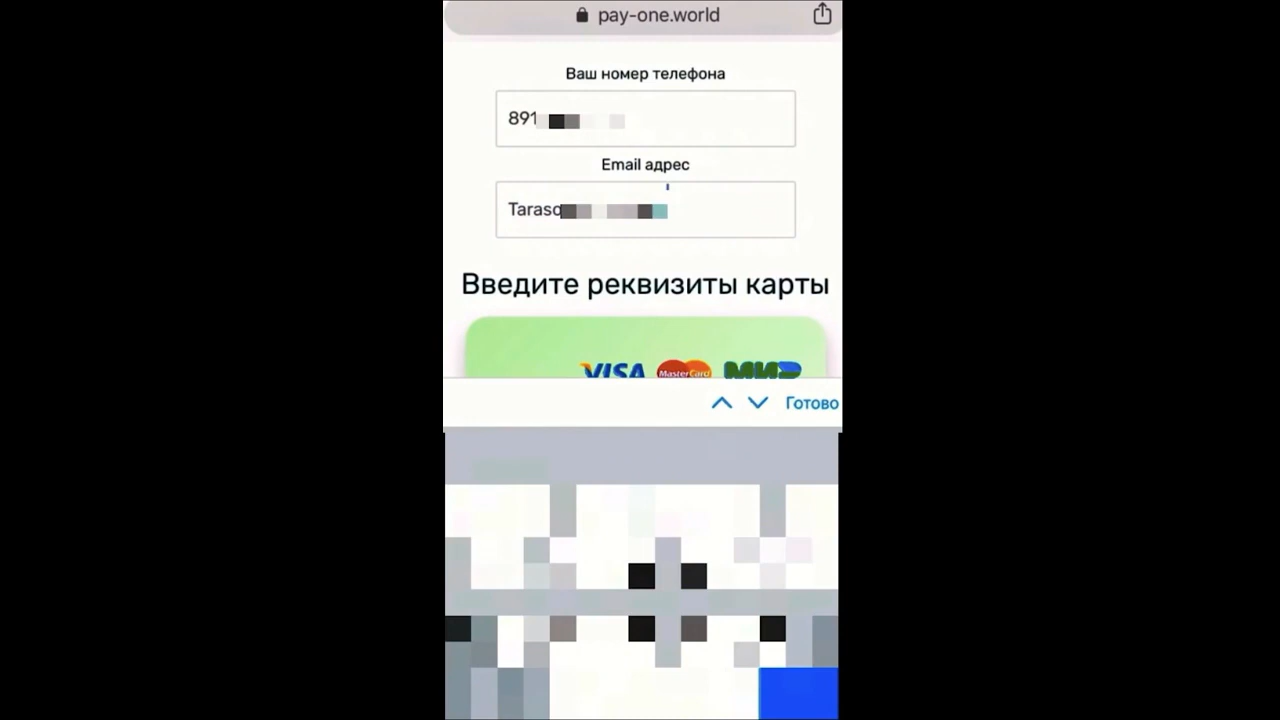 pay-one.world
Ваш номер телефона
891
Email адрес
Taraso
Введите реквизиты карты
VISA MasterCard МИР
Готово